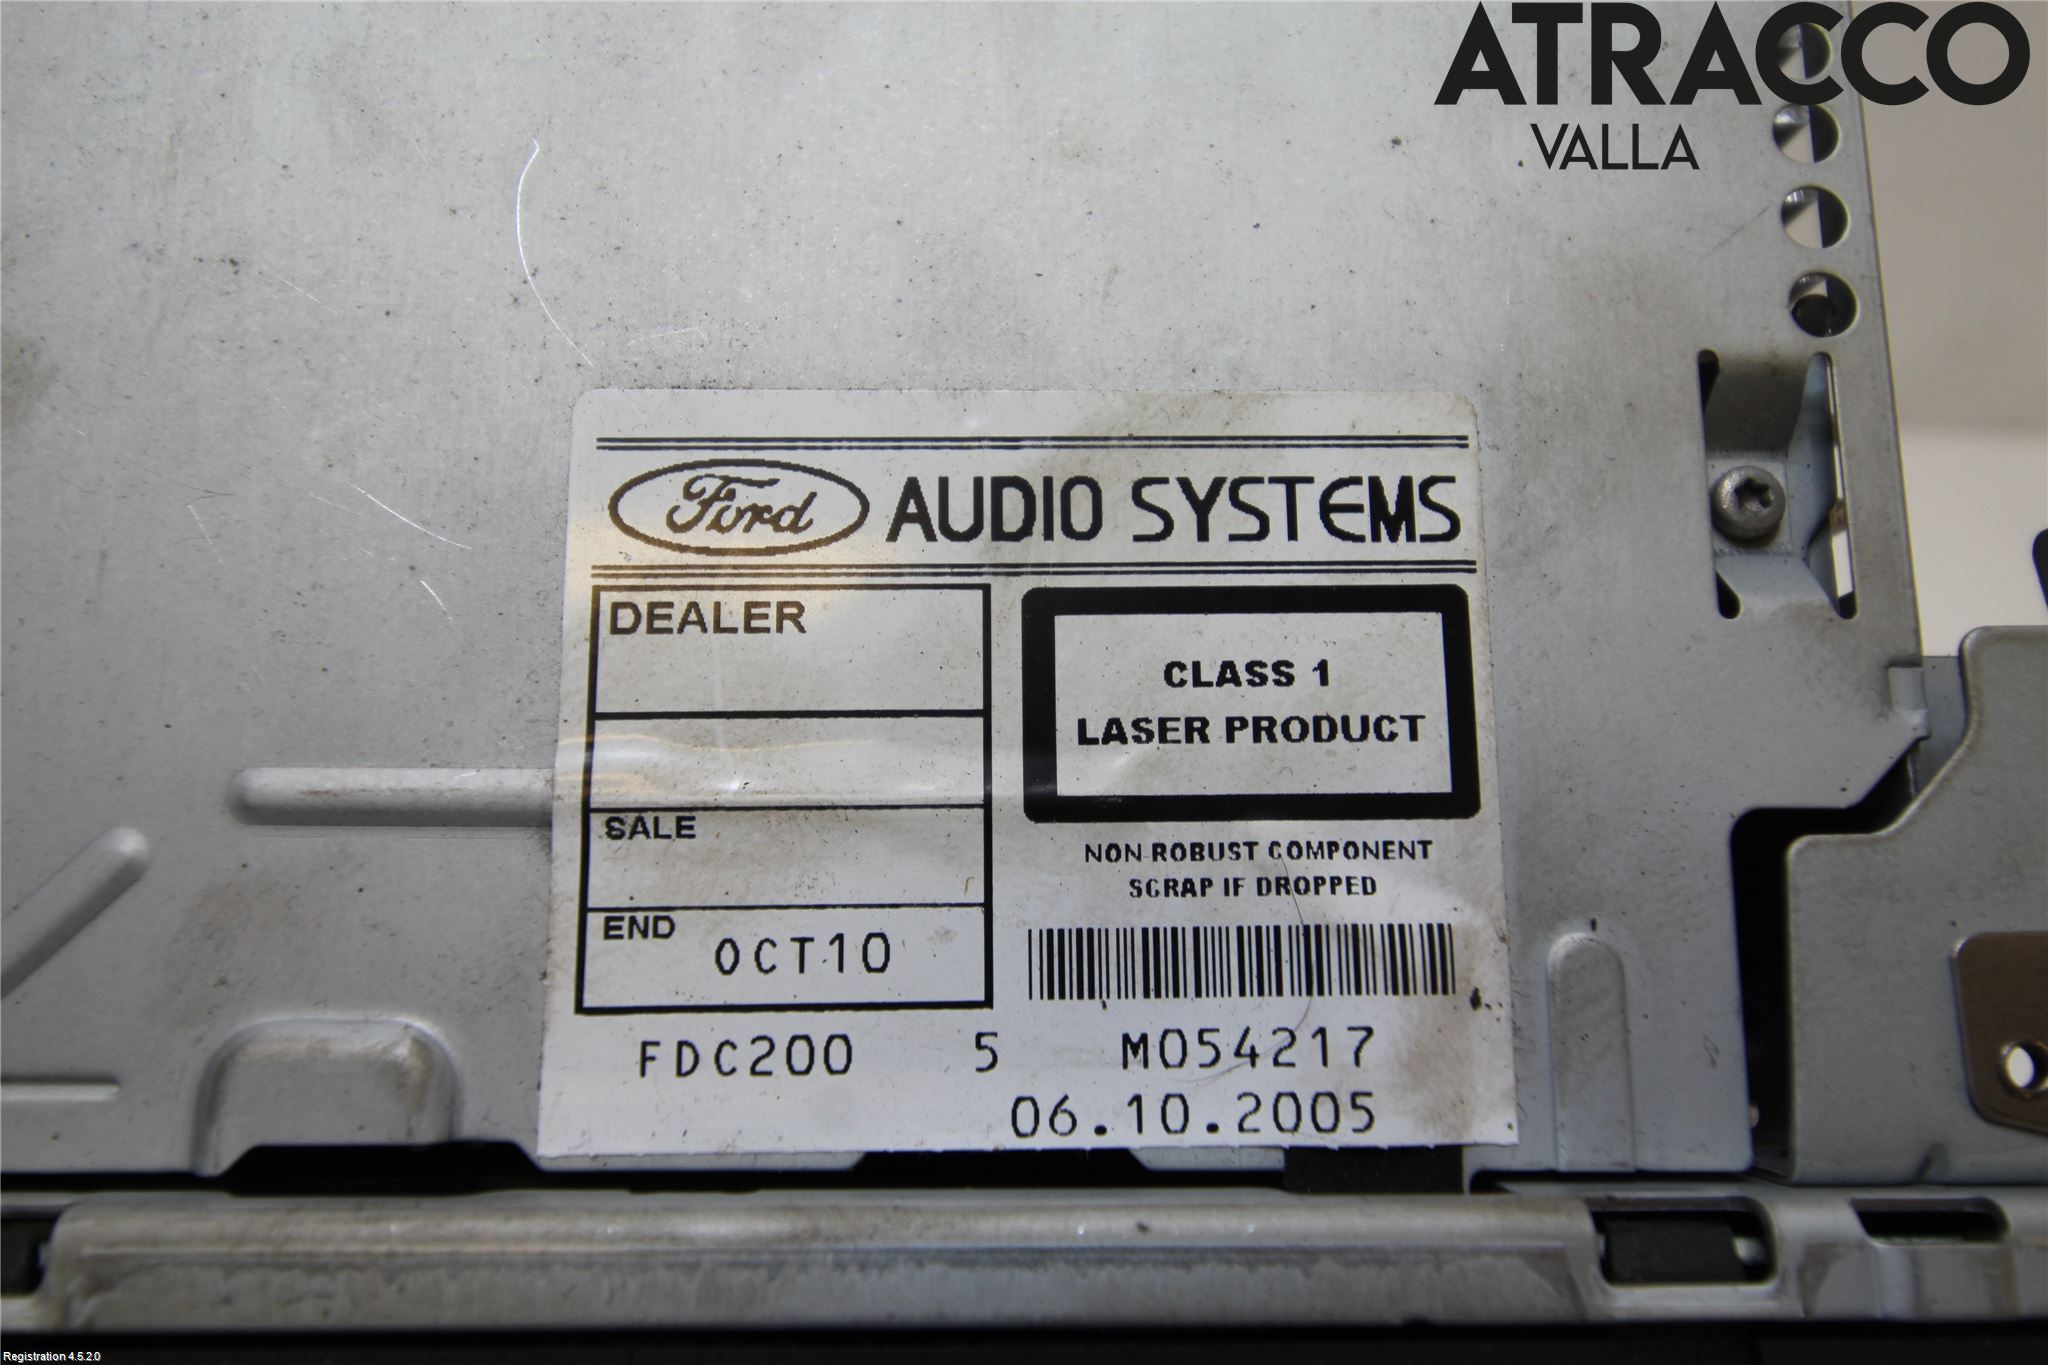 ATRACCO
VALLA
Ford AUDIO SYSTEMS
DEALER
SALE
END OCT10
CLASS 1
LASER PRODUCT
NON-ROBUST COMPONENT
SCRAP IF DROPPED
FDC200 5 M054217
06.10.2005
Registration 4.5.2.0